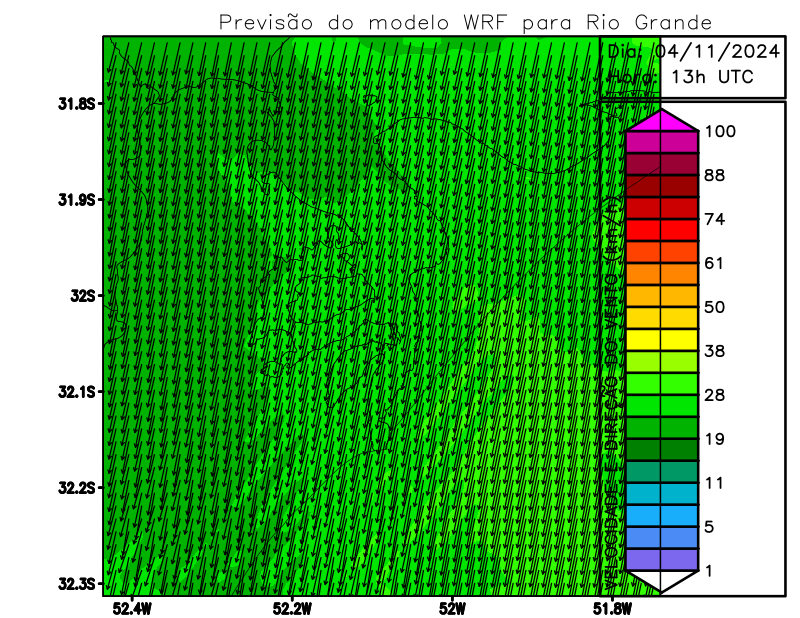 Previsão do modelo WRF para Rio Grande
Dia: 04/11/2024
Hora: 13h UTC
31.8S
31.9S
32S
32.1S
32.2S
32.3S
52.4W
52.2W
52W
51.8W
VELOCIDADE E DIREÇÃO DO VENTO (km/h)
100
88
74
61
50
38
28
19
11
5
1